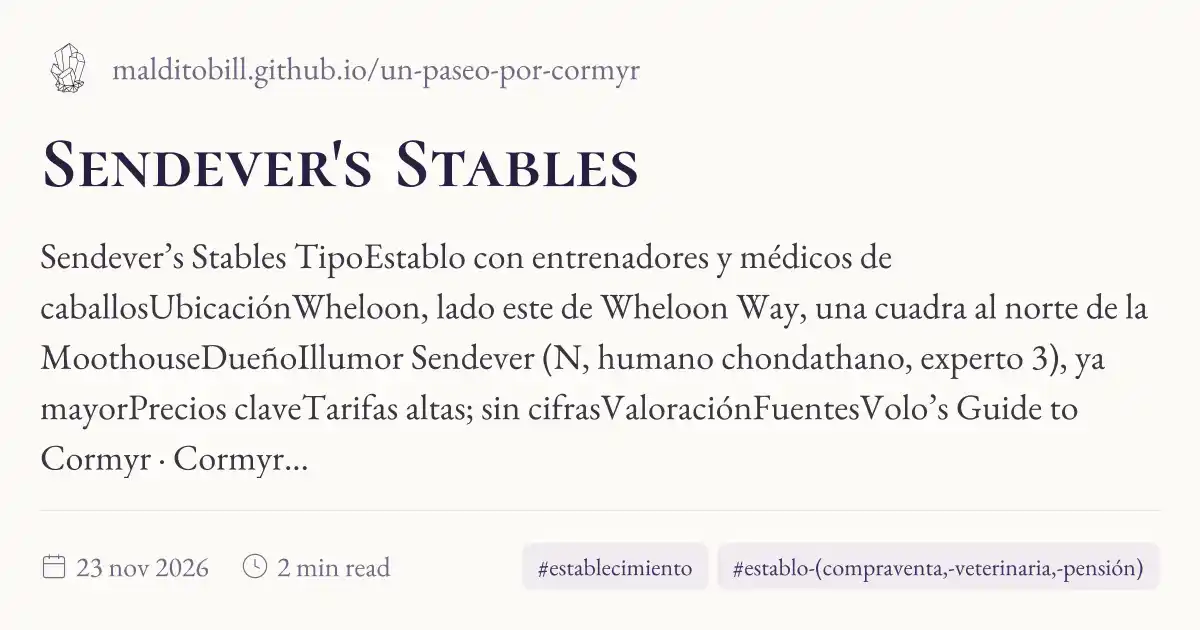 malditobill.github.io/un-paseo-por-cormyr
Sendever's Stables
Sendever’s Stables TipoEstablo con entrenadores y médicos de
caballosUbicaciónWheloon, lado este de Wheloon Way, una cuadra al norte de la
MoothouseDueñoIllumor Sendever (N, humano chondathano, experto 3), ya
mayorPrecios claveTarifas altas; sin cifrasValoraciónFuentesVolo’s Guide to
Cormyr · Cormyr...
23 nov 2026
2 min read
#establecimiento
#establo-(compraventa,-veterinaria,-pensión)